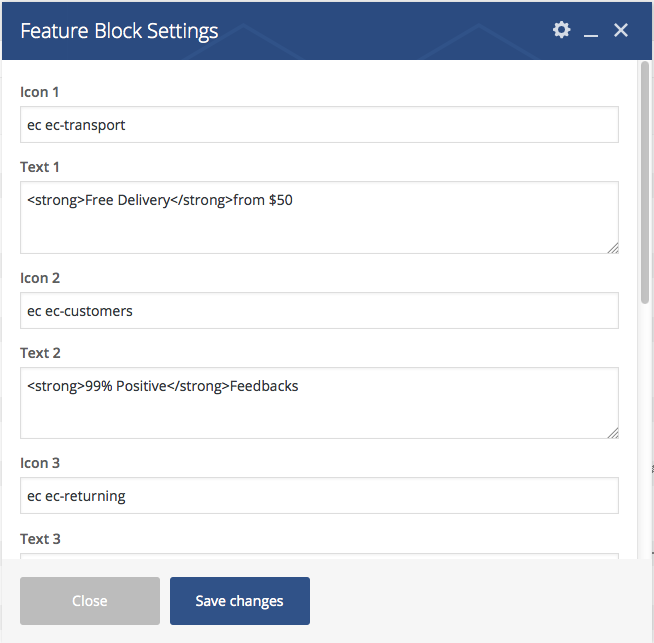 Feature Block Settings
Icon 1
ec ec-transport
Text 1
<strong>Free Delivery</strong>from $50
Icon 2
ec ec-customers
Text 2
<strong>99% Positive</strong>Feedbacks
Icon 3
ec ec-returning
Text 3
Close
Save changes